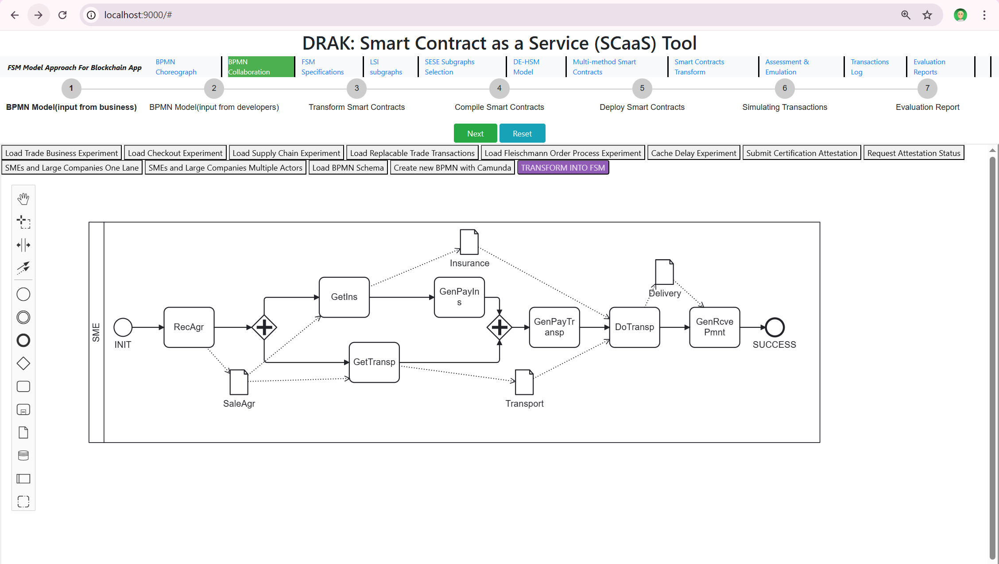 localhost:9000/#
DRAK: Smart Contract as a Service (SCaaS) Tool
FSM Model Approach For Blockchain App
BPMN
Choreograph
BPMN
Collaboration
FSM
Specifications
LSI
subgraphs
SESE Subgraphs
Selection
DE-HSM
Model
Multi-method Smart
Contracts
Smart Contracts
Transform
Assessment &
Emulation
Transactions
Log
Evaluation
Reports
1 2 3 4 5 6 7
BPMN Model(input from business) BPMN Model(input from developers) Transform Smart Contracts Compile Smart Contracts Deploy Smart Contracts Simulating Transactions Evaluation Report
Next Reset
Load Trade Business Experiment Load Checkout Experiment Load Supply Chain Experiment Load Replacable Trade Transactions Load Fleischmann Order Process Experiment Cache Delay Experiment Submit Certification Attestation Request Attestation Status
SMEs and Large Companies One Lane SMEs and Large Companies Multiple Actors Load BPMN Schema Create new BPMN with Camunda TRANSFORM INTO FSM
SME
INIT
RecAgr
SaleAgr
GetIns
GetTransp
Insurance
GenPayIn
s
Transport
GenPayTr
ansp
DoTransp
Delivery
GenRcve
Pmnt
SUCCESS